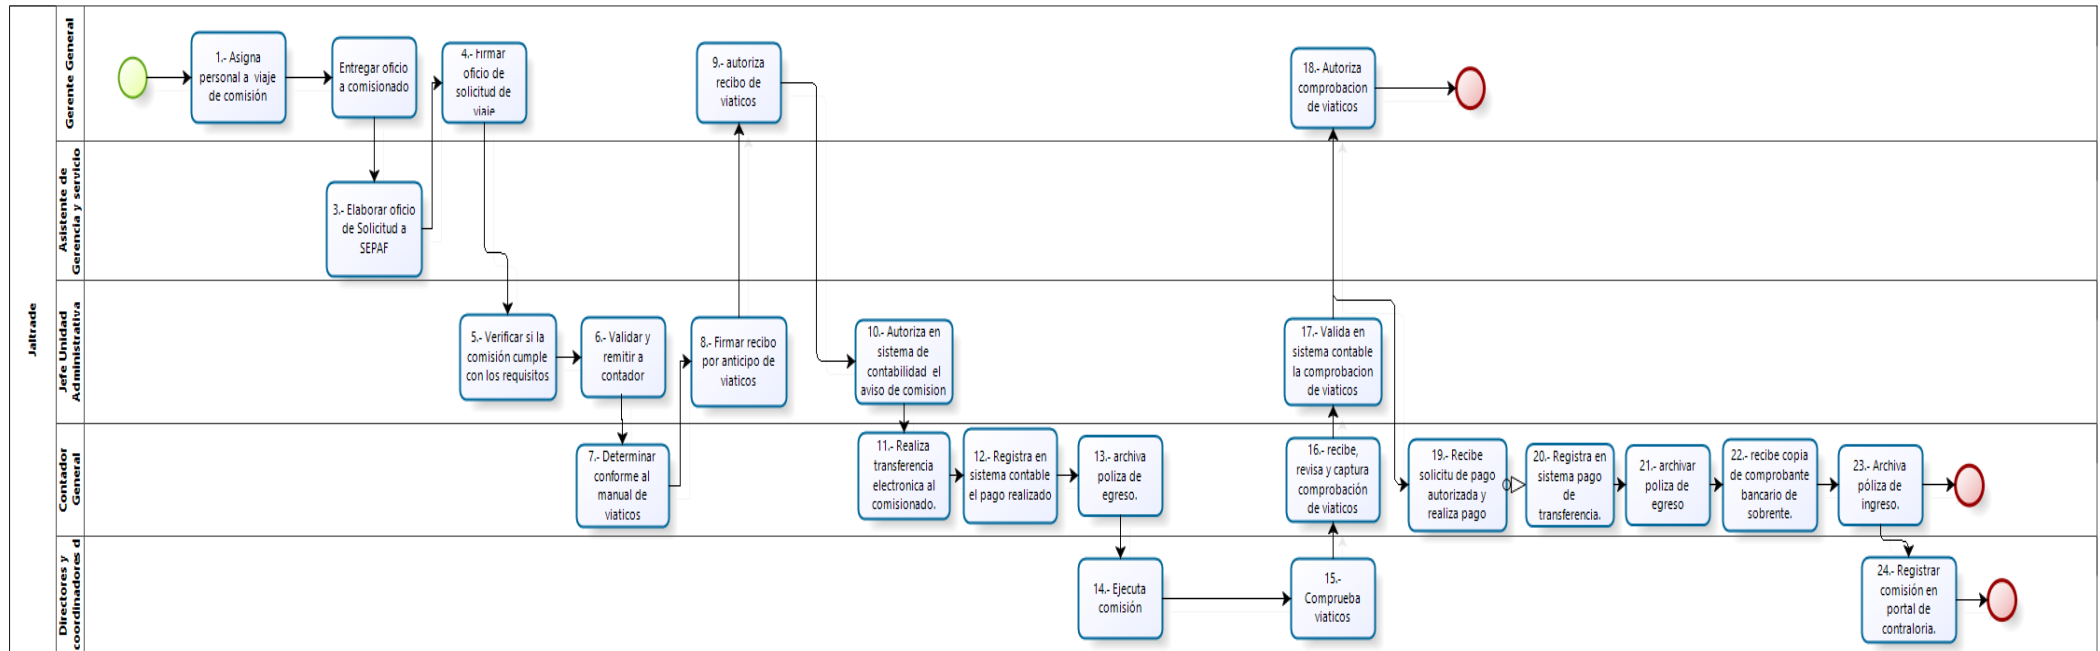 Jaltrade
Gerente General
1.- Asigna
personal a viaje
de comisión
Entregar oficio
a comisionado
4.- Firmar
oficio de
solicitud de
viaje
9.- autoriza
recibo de
viaticos
18.- Autoriza
comprobacion
de viaticos
Asistente de
Gerencia y servicio
3.- Elaborar oficio
de Solicitud a
SEPAF
Jefe Unidad
Administrativa
5.- Verificar si la
comisión cumple
con los requisitos
6.- Validar y
remitir a
contador
8.- Firmar recibo
por anticipo de
viaticos
10.- Autoriza en
sistema de
contabilidad el
aviso de comision
17.- Valida en
sistema contable
la comprobacion
de viaticos
Contador
General
7.- Determinar
conforme al
manual de
viaticos
11.- Realiza
transferencia
electronica al
comisionado.
12.- Registra en
sistema contable
el pago realizado
13.- archiva
poliza de
egreso.
16.- recibe,
revisa y captura
comprobación
de viaticos
19.- Recibe
solicitu de pago
autorizada y
realiza pago
20.- Registra en
sistema pago
de
transferencia.
21.- archivar
poliza de
egreso
22.- recibe copia
de comprobante
bancario de
sobrente.
23.- Archiva
póliza de
ingreso.
Directores y
coordinadores d
14.- Ejecuta
comisión
15.-
Comprueba
viaticos
24.- Registrar
comisión en
portal de
contraloria.